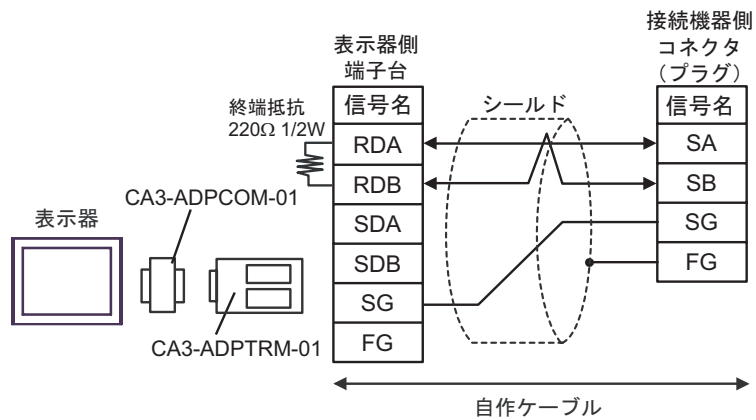 接続機器側
コネクタ
(プラグ)
表示器側
端子台
終端抵抗
220Ω 1/2W
信号名
シールド
信号名
RDA
SA
RDB
SB
CA3-ADPCOM-01
表示器
SDA
SG
SDB
FG
SG
CA3-ADPTRM-01
FG
自作ケーブル